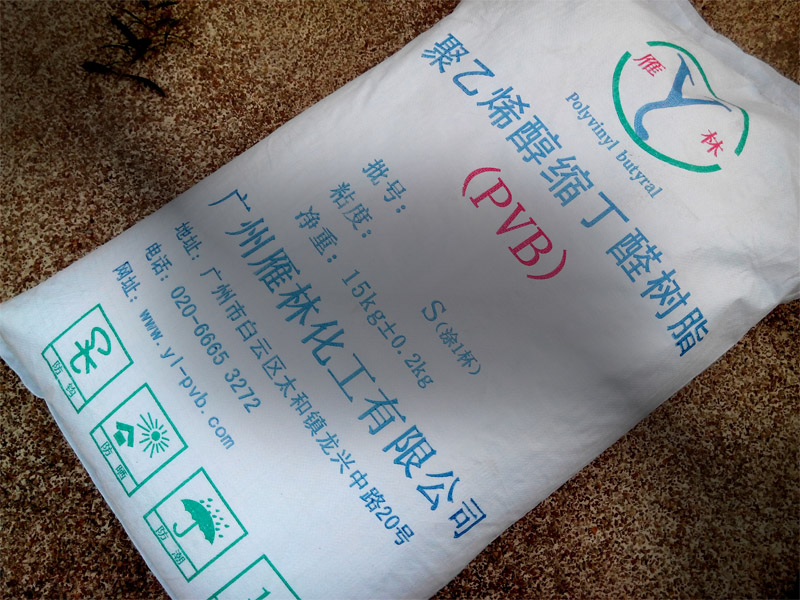 雁
林
聚乙烯醇缩丁醛树脂
Polyvinyl butyral
(PVB)
批号：
粘度： S(涂1杯)
净重：15kg±0.2kg
广州雁林化工有限公司
地址：广州市白云区太和镇龙兴中路20号
电话：020-6665 3272
网址：www.yl-pvb.com
防钩
防晒
防潮